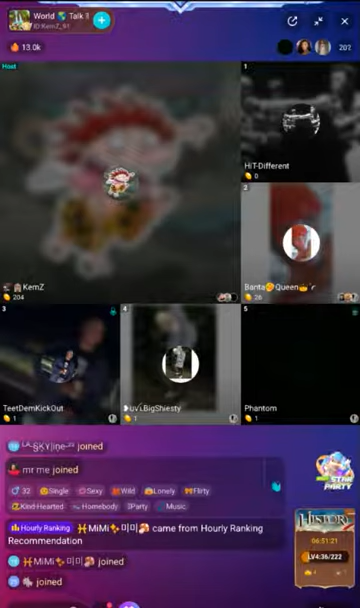 World 🌎 Talk
ID:KemZ_91
13.0k
202
Host
1
HiT-Different
0
2
Banta Queen
26
KemZ
204
3
TeetDemKickOut
1
4
BigShiesty
1
5
Phantom
1
joined
mr me joined
32 Single Sexy Wild Lonely Flirty
Kind-Hearted Homebody Party Music
Hourly Ranking MiMi✨미미 came from Hourly Ranking
Recommendation
MiMi✨미미 joined
joined
STAR
PARTY
HISTORY
06:51:21
LV4:36/222